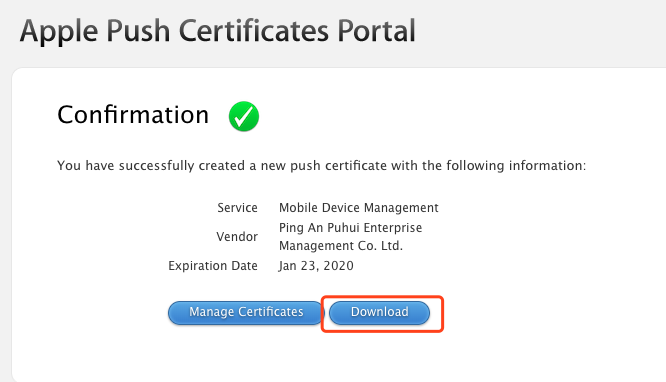 Apple Push Certificates Portal
Confirmation
You have successfully created a new push certificate with the following information:
Service Mobile Device Management
Vendor Ping An Puhui Enterprise
Management Co. Ltd.
Expiration Date Jan 23, 2020
Manage Certificates Download